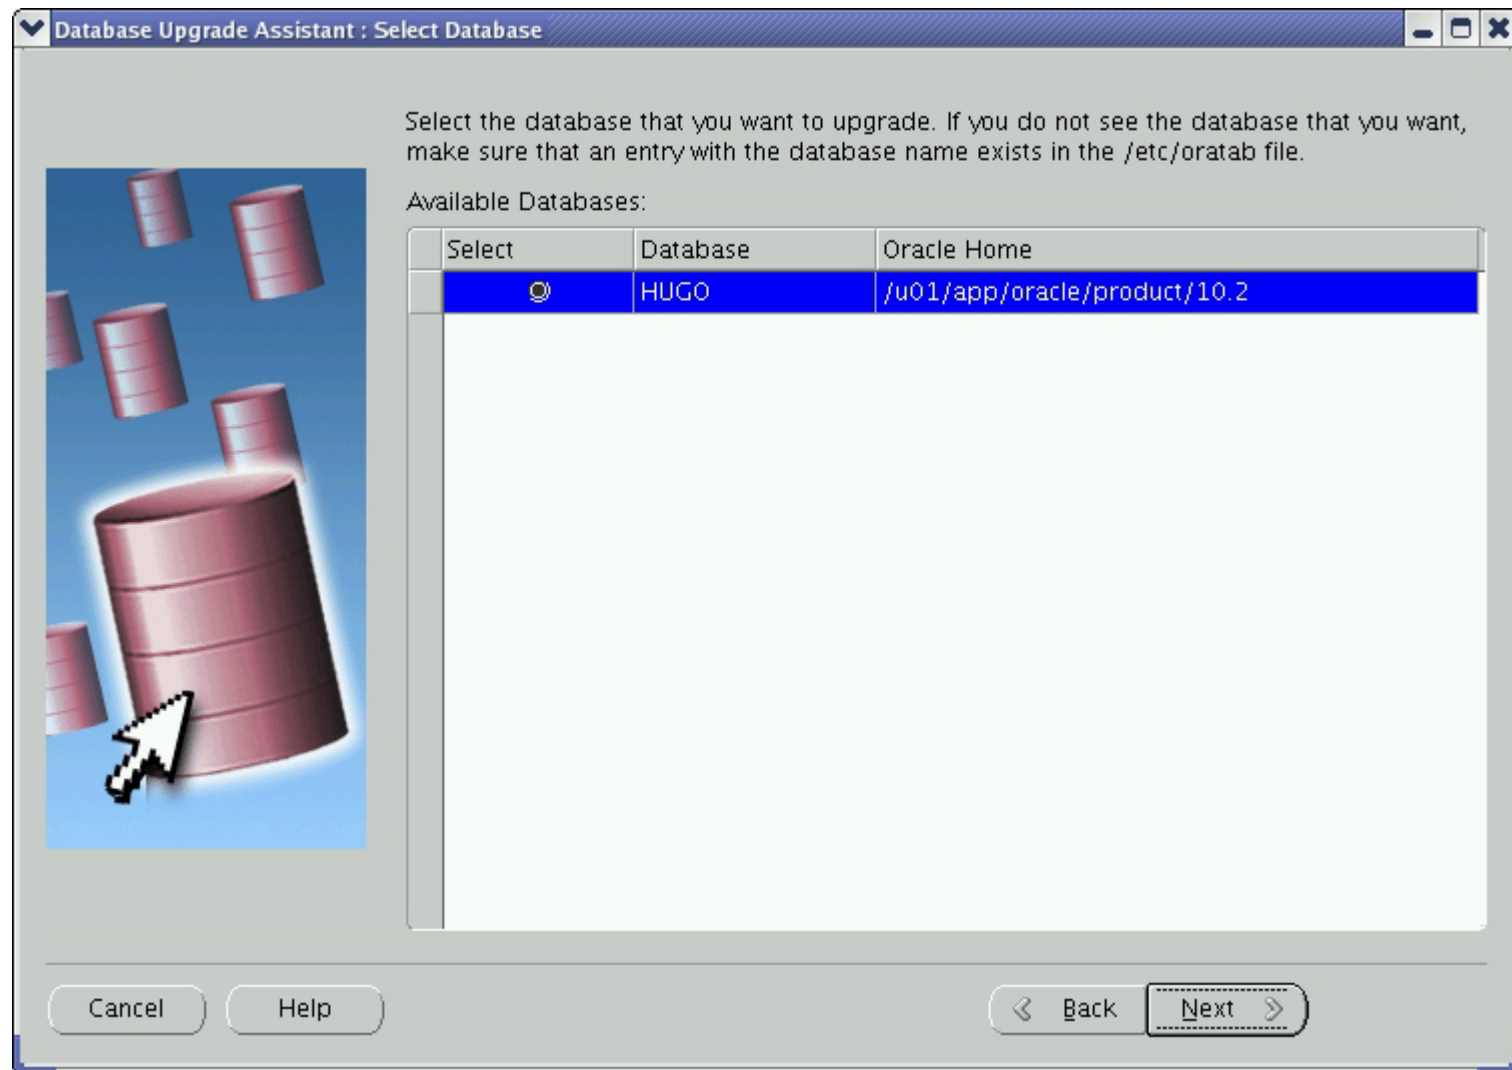 Database Upgrade Assistant : Select Database
Select the database that you want to upgrade. If you do not see the database that you want,
make sure that an entry with the database name exists in the /etc/oratab file.
Available Databases:
Select Database Oracle Home
HUGO /u01/app/oracle/product/10.2
Cancel Help Back Next